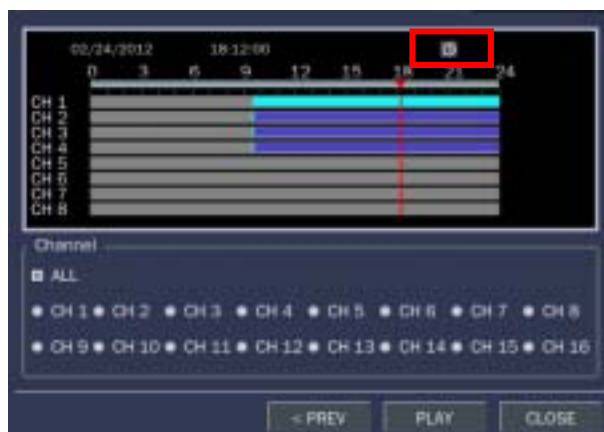 02/24/2012 18:12:00
0 3 6 9 12 15 18 21 24
CH 1
CH 2
CH 3
CH 4
CH 5
CH 6
CH 7
CH 8
Channel
ALL
CH 1 CH 2 CH 3 CH 4 CH 5 CH 6 CH 7 CH 8
CH 9 CH 10 CH 11 CH 12 CH 13 CH 14 CH 15 CH 16
< PREV PLAY CLOSE